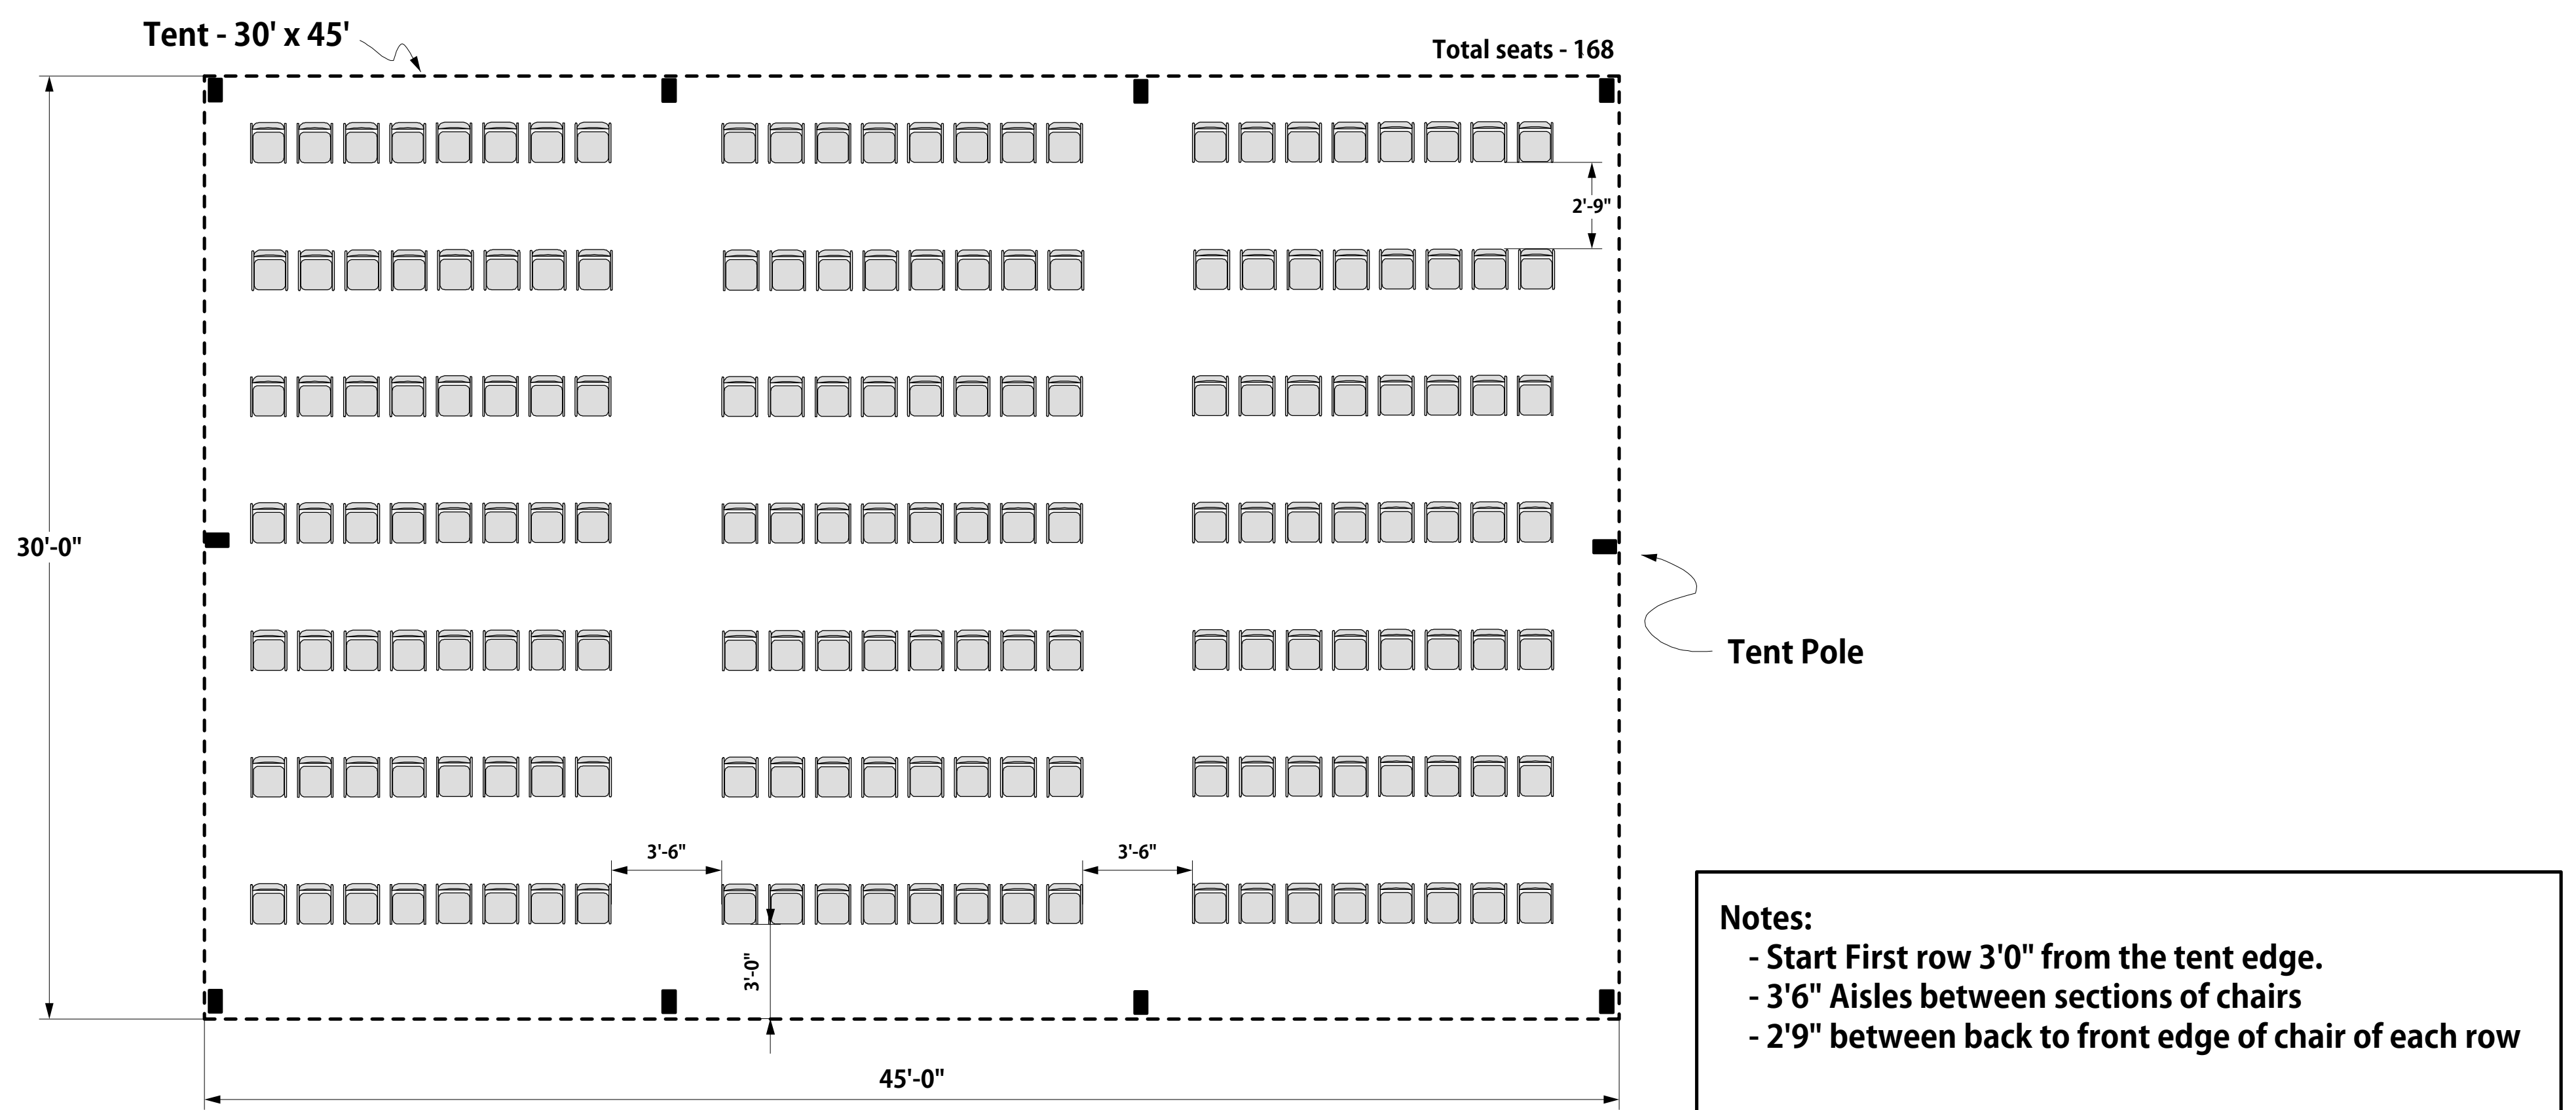 Tent - 30' x 45'
Total seats - 168
2'-9"
30'-0"
Tent Pole
3'-6"
3'-6"
3'-0"
45'-0"
Notes:
- Start First row 3'0" from the tent edge.
- 3'6" Aisles between sections of chairs
- 2'9" between back to front edge of chair of each row